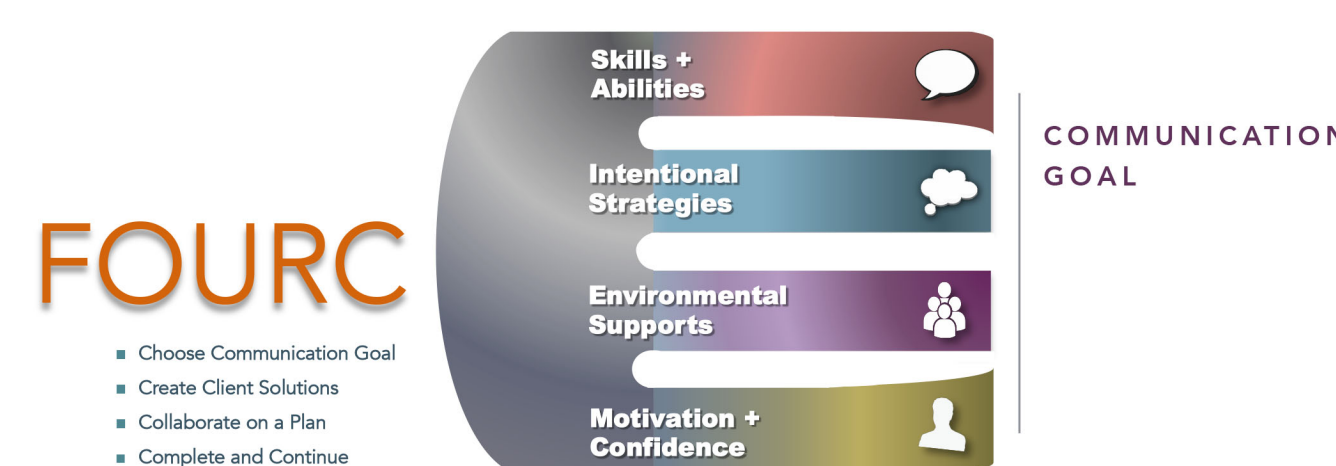 FOURC
Choose Communication Goal
Create Client Solutions
Collaborate on a Plan
Complete and Continue
Skills +
Abilities
Intentional
Strategies
Environmental
Supports
Motivation +
Confidence
COMMUNICATION
GOAL